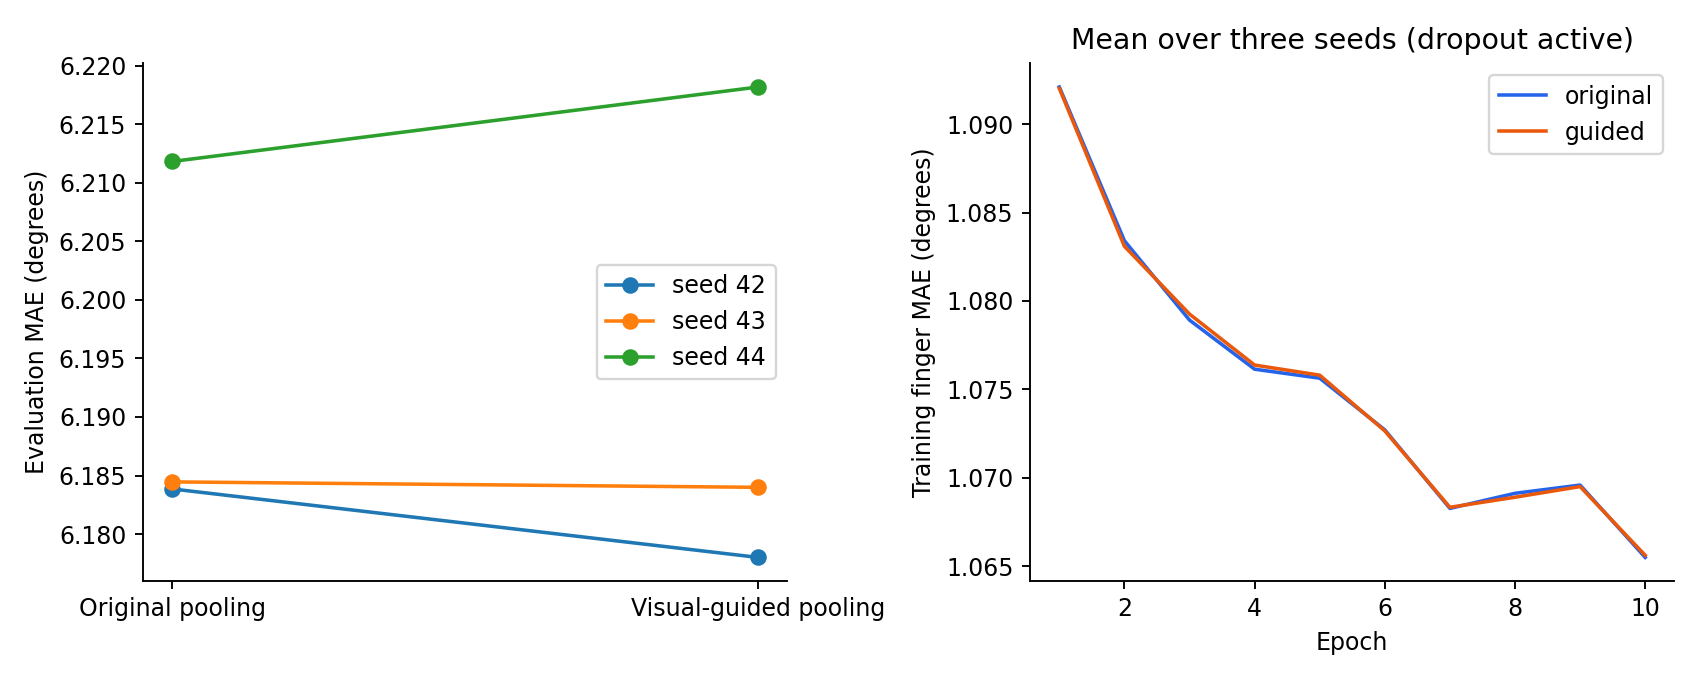 Evaluation MAE (degrees)
6.220
6.215
6.210
6.205
6.200
6.195
6.190
6.185
6.180
Original pooling
Visual-guided pooling
seed 42
seed 43
seed 44
Mean over three seeds (dropout active)
Training finger MAE (degrees)
1.090
1.085
1.080
1.075
1.070
1.065
2
4
6
8
10
Epoch
original
guided